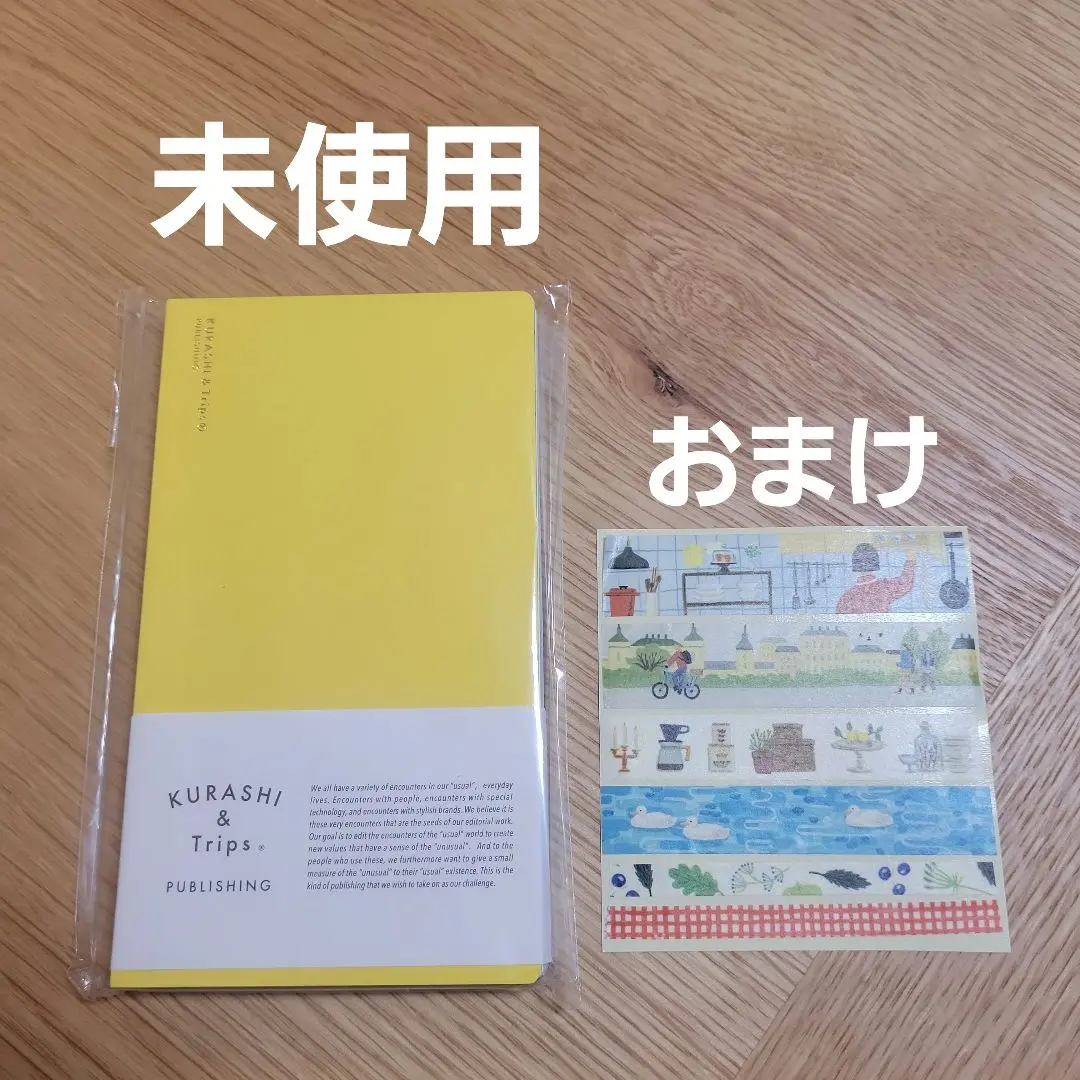 未使用
KURASHI & Trips®
PUBLISHING
おまけ
KURASHI
&
Trips®
PUBLISHING
We all have a variety of encounters in our "usual", everyday
lives. Encounters with people, encounters with special
technology, and encounters with stylish brands. We believe it is
these very encounters that are the seeds of our editorial work.
Our goal is to edit the encounters of the "usual" world to create
new values that have a sense of the "unusual". And to the
people who use these, we furthermore want to give a small
measure of the "unusual" to their "usual" existence. This is the
kind of publishing that we wish to take on as our challenge.